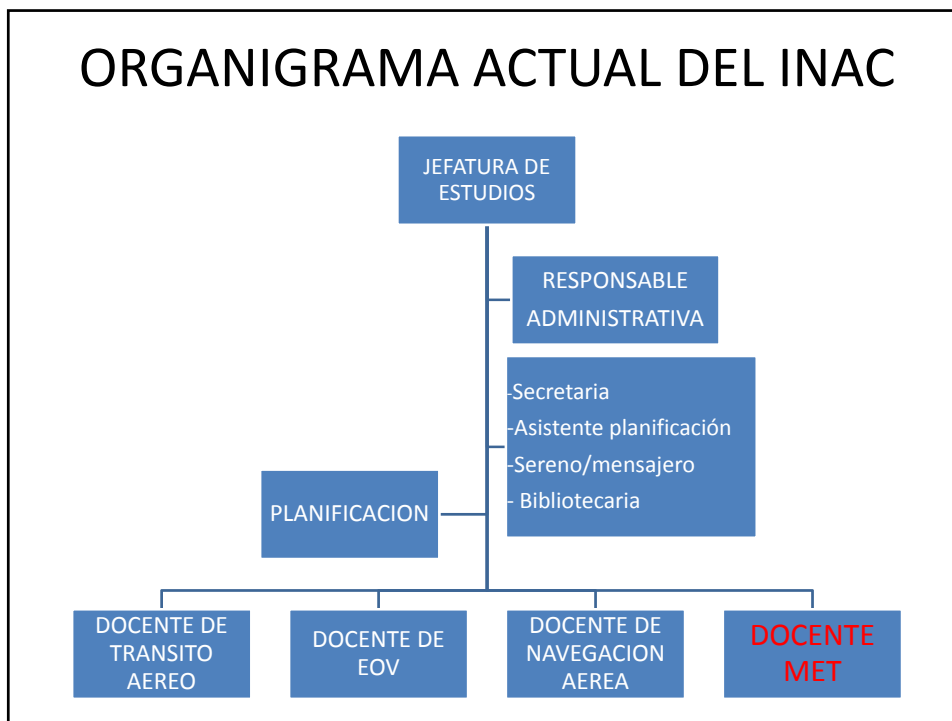 ORGANIGRAMA ACTUAL DEL INAC
JEFATURA DE
ESTUDIOS
RESPONSABLE
ADMINISTRATIVA
-Secretaria
-Asistente planificación
-Sereno/mensajero
- Bibliotecaria
PLANIFICACION
DOCENTE DE
TRANSITO
AEREO
DOCENTE DE
EOV
DOCENTE DE
NAVEGACION
AEREA
DOCENTE
MET